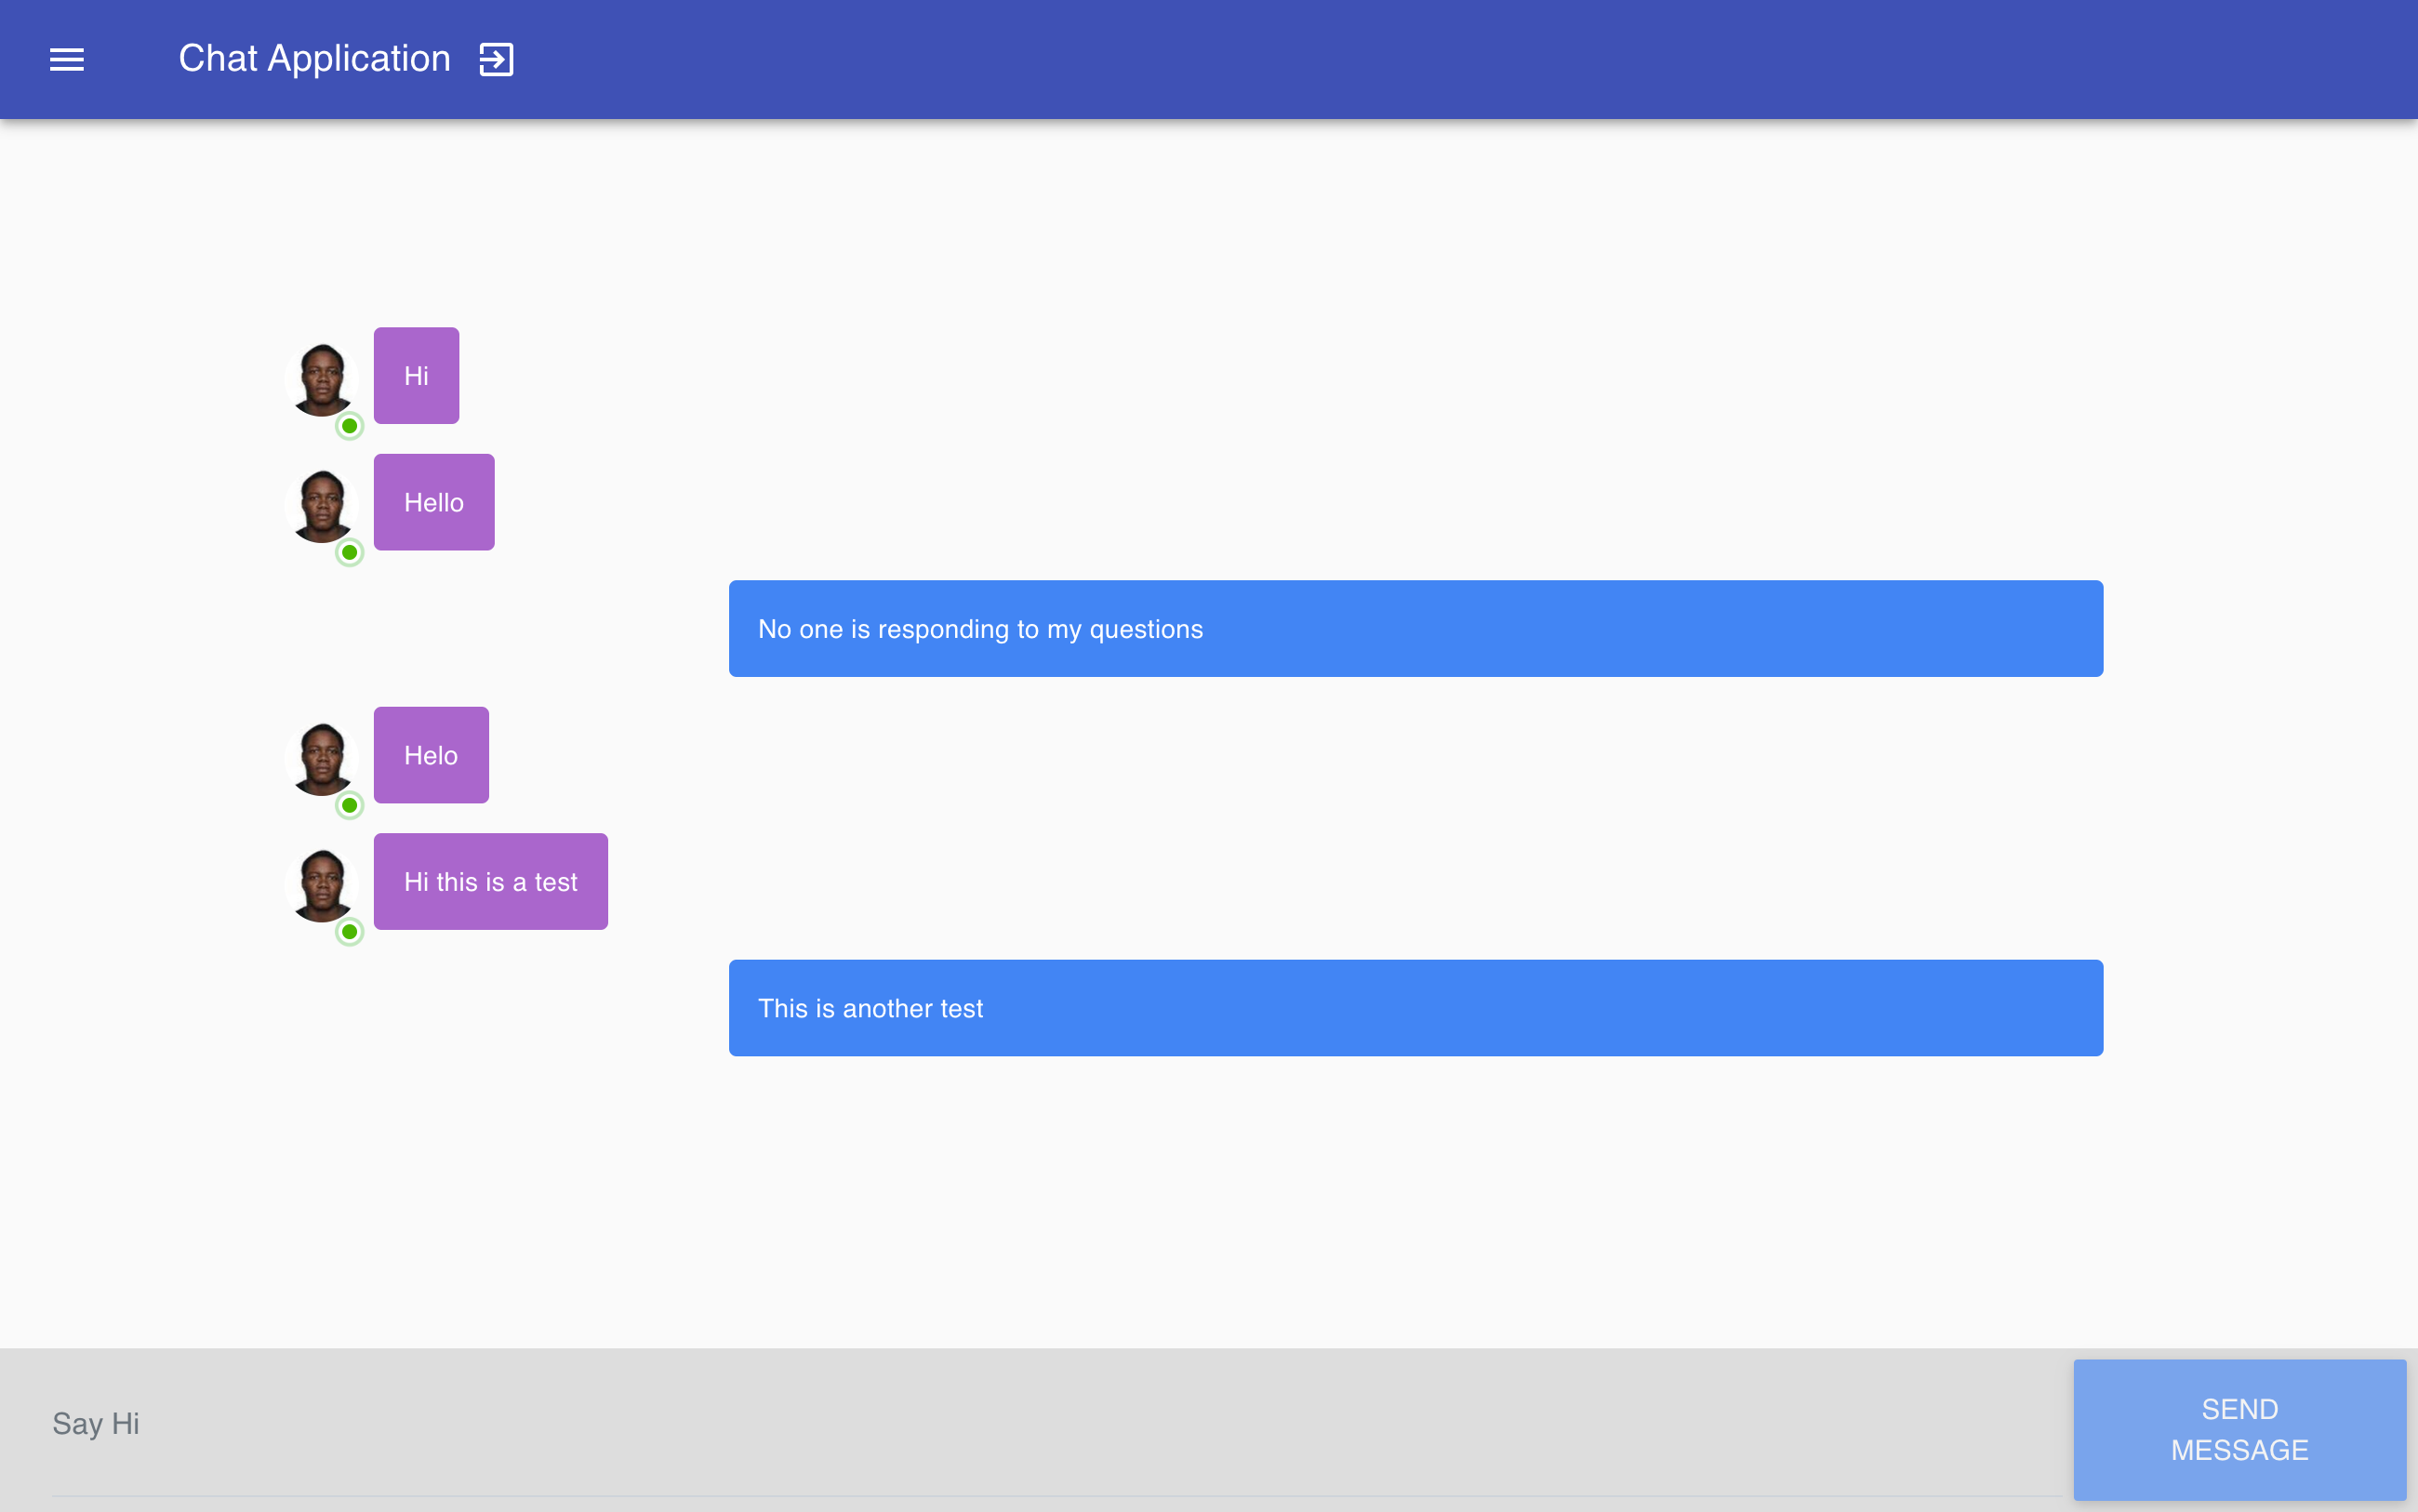 Chat Application
Hi
Hello
No one is responding to my questions
Helo
Hi this is a test
This is another test
Say Hi
SEND
MESSAGE